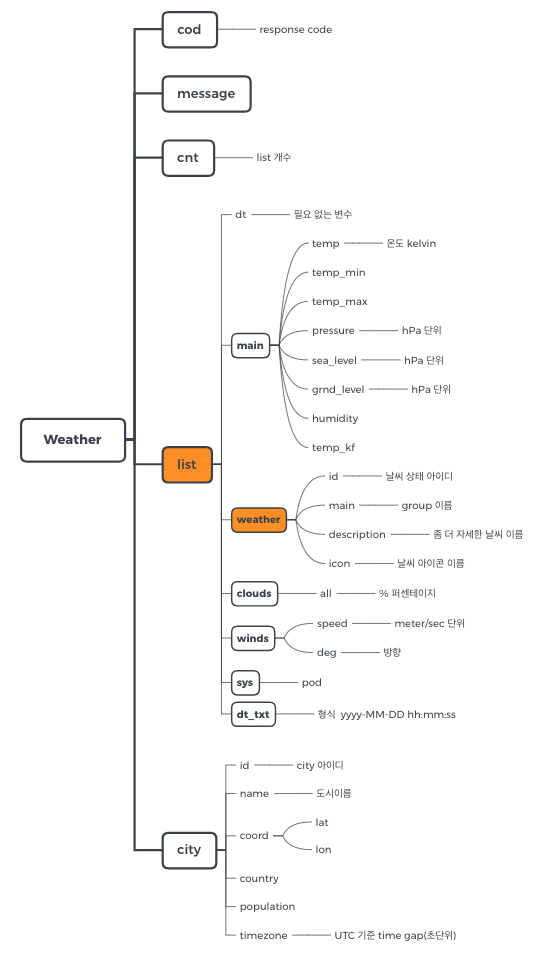 Weather
cod
response code
message
cnt
list 개수
list
dt
필요 없는 변수
main
temp
온도 kelvin
temp_min
temp_max
pressure
hPa 단위
sea_level
hPa 단위
grnd_level
hPa 단위
humidity
temp_kf
weather
id
날씨 상태 아이디
main
group 이름
description
좀 더 자세한 날씨 이름
icon
날씨 아이콘 이름
clouds
all
% 퍼센테이지
winds
speed
meter/sec 단위
deg
방향
sys
pod
dt_txt
형식 yyyy-MM-DD hh:mm:ss
city
id
city 아이디
name
도시이름
coord
lat
lon
country
population
timezone
UTC 기준 time gap(초단위)